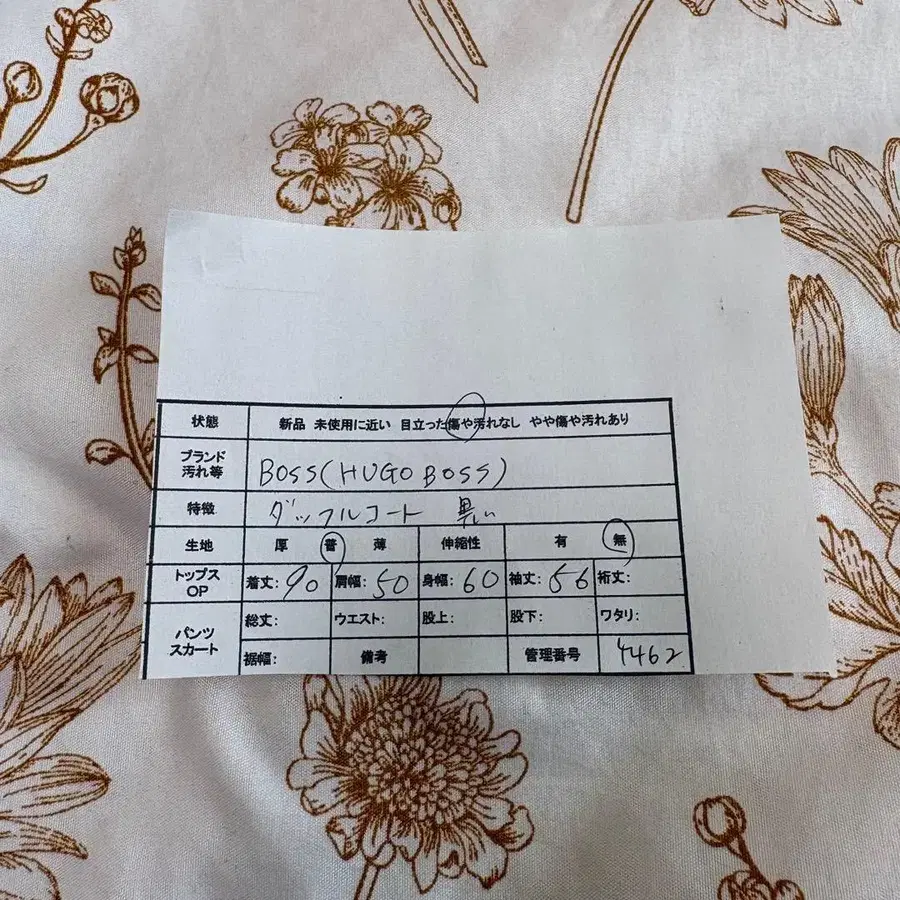 状態 新品 未使用に近い 目立った傷や汚れなし やや傷や汚れあり
ブランド
汚れ等 BOSS(HUGO BOSS)
特徴 ダッフルコート 黒い
生地 厚 普 薄 伸縮性 有 無
トップス
OP 着丈: 90 肩幅: 50 身幅: 60 袖丈: 56 裄丈:
パンツ
スカート 総丈: ウエスト: 股上: 股下: ワタリ:
裾幅: 備考 管理番号 4462